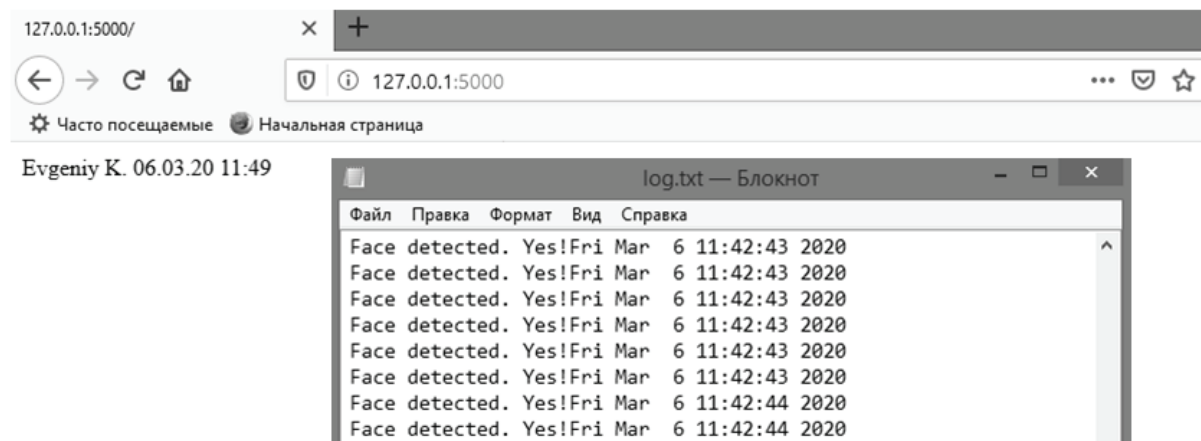 127.0.0.1:5000/
127.0.0.1:5000
Часто посещаемые Начальная страница
Evgeniy K. 06.03.20 11:49
log.txt — Блокнот
Файл Правка Формат Вид Справка
Face detected. Yes!Fri Mar  6 11:42:43 2020
Face detected. Yes!Fri Mar  6 11:42:43 2020
Face detected. Yes!Fri Mar  6 11:42:43 2020
Face detected. Yes!Fri Mar  6 11:42:43 2020
Face detected. Yes!Fri Mar  6 11:42:43 2020
Face detected. Yes!Fri Mar  6 11:42:43 2020
Face detected. Yes!Fri Mar  6 11:42:44 2020
Face detected. Yes!Fri Mar  6 11:42:44 2020